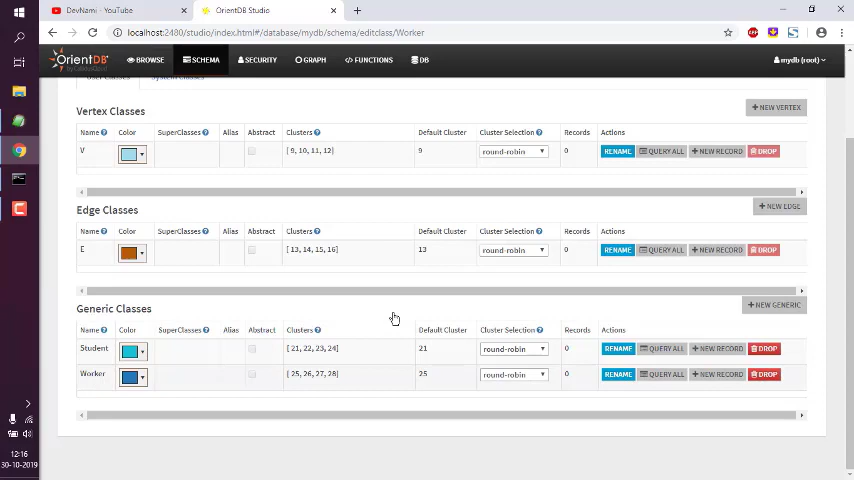 DevNami - YouTube
OrientDB Studio
localhost:2480/studio/index.html#/database/mydb/schema/editclass/Worker
OrientDB
BROWSE
SCHEMA
SECURITY
GRAPH
FUNCTIONS
DB
mydb (root)
User Classes
System Classes
Vertex Classes
NEW VERTEX
Name Color SuperClasses Alias Abstract Clusters Default Cluster Cluster Selection Records Actions
V [ 9, 10, 11, 12] 9 round-robin 0 RENAME QUERY ALL NEW RECORD DROP
Edge Classes
NEW EDGE
Name Color SuperClasses Alias Abstract Clusters Default Cluster Cluster Selection Records Actions
E [ 13, 14, 15, 16] 13 round-robin 0 RENAME QUERY ALL NEW RECORD DROP
Generic Classes
NEW GENERIC
Name Color SuperClasses Alias Abstract Clusters Default Cluster Cluster Selection Records Actions
Student [ 21, 22, 23, 24] 21 round-robin 0 RENAME QUERY ALL NEW RECORD DROP
Worker [ 25, 26, 27, 28] 25 round-robin 0 RENAME QUERY ALL NEW RECORD DROP
12:16
30-10-2019